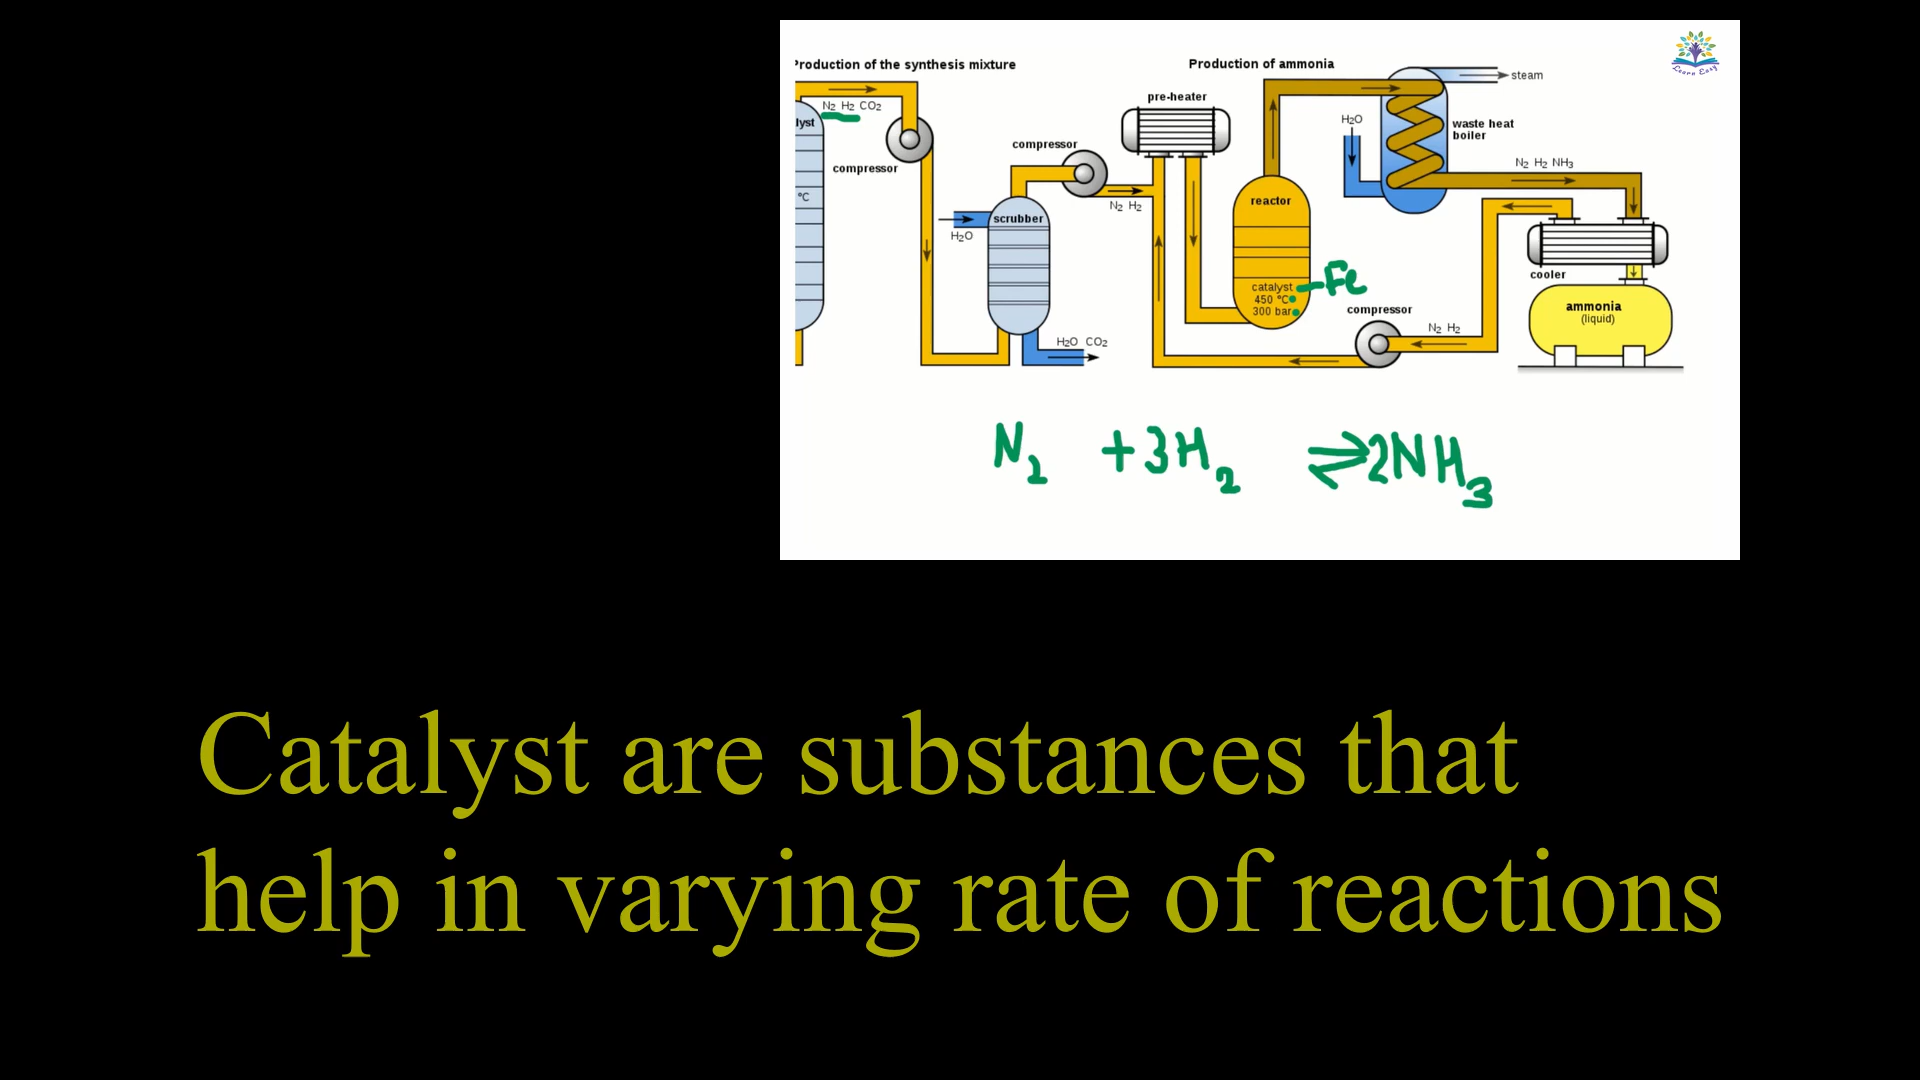 Production of the synthesis mixture
Production of ammonia
Learn Easy
steam
pre-heater
N2 H2 CO2
lyst
H2O
waste heat
boiler
compressor
compressor
N2 H2 NH3
°C
N2 H2
reactor
scrubber
H2O
cooler
catalyst
Fe
450 °C
300 bar
compressor
ammonia
(liquid)
N2 H2
H2O CO2
N2 + 3H2 ⇌ 2NH3
Catalyst are substances that
help in varying rate of reactions